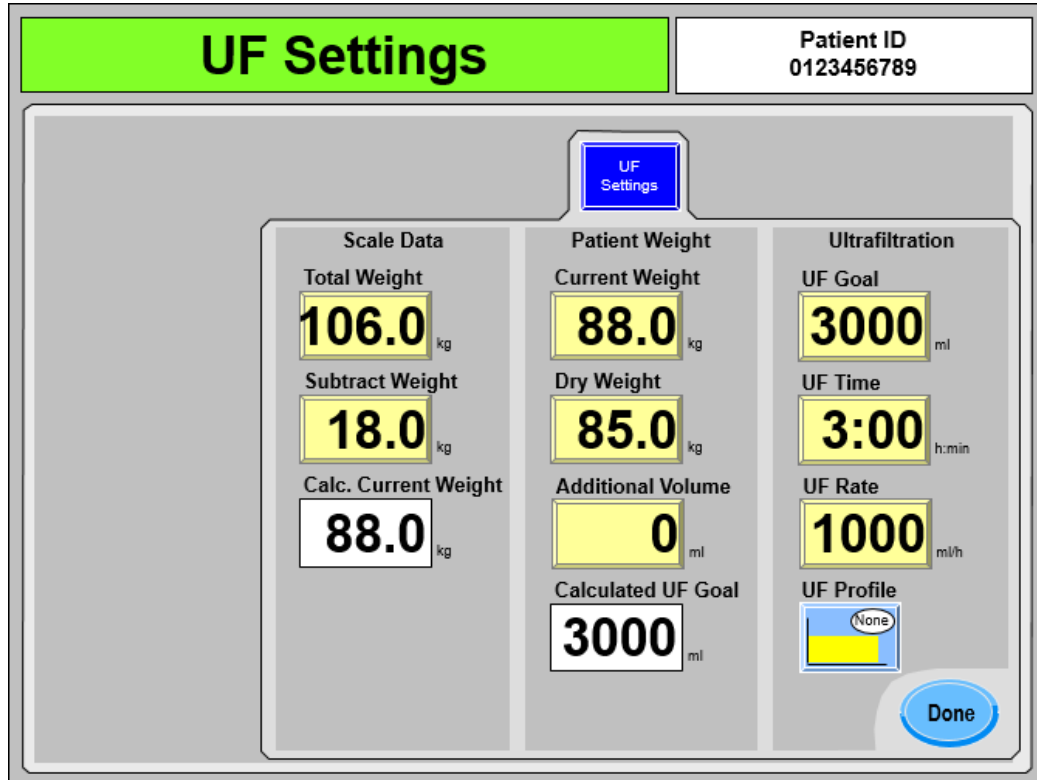 UF Settings
Patient ID
0123456789
UF
Settings
Scale Data
Total Weight
106.0 kg
Subtract Weight
18.0 kg
Calc. Current Weight
88.0 kg
Patient Weight
Current Weight
88.0 kg
Dry Weight
85.0 kg
Additional Volume
0 ml
Calculated UF Goal
3000 ml
Ultrafiltration
UF Goal
3000 ml
UF Time
3:00 h:min
UF Rate
1000 ml/h
UF Profile
None
Done